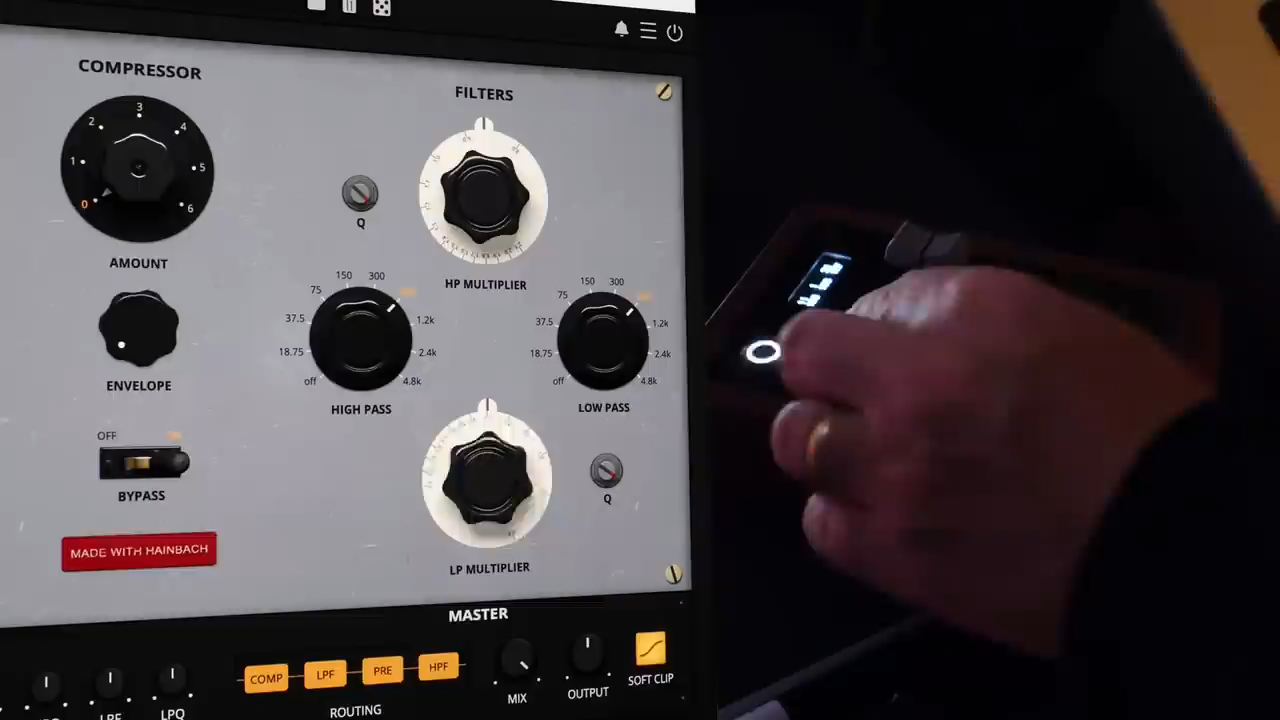 COMPRESSOR
0
1
2
3
4
5
6
AMOUNT
ENVELOPE
OFF
BYPASS
MADE WITH HAINBACH
FILTERS
Q
HP MULTIPLIER
off
18.75
37.5
75
150
300
1.2k
2.4k
4.8k
HIGH PASS
off
18.75
37.5
75
150
300
1.2k
2.4k
4.8k
LOW PASS
Q
LP MULTIPLIER
MASTER
LPF
LPQ
COMP LPF PRE HPF
ROUTING
MIX
OUTPUT
SOFT CLIP